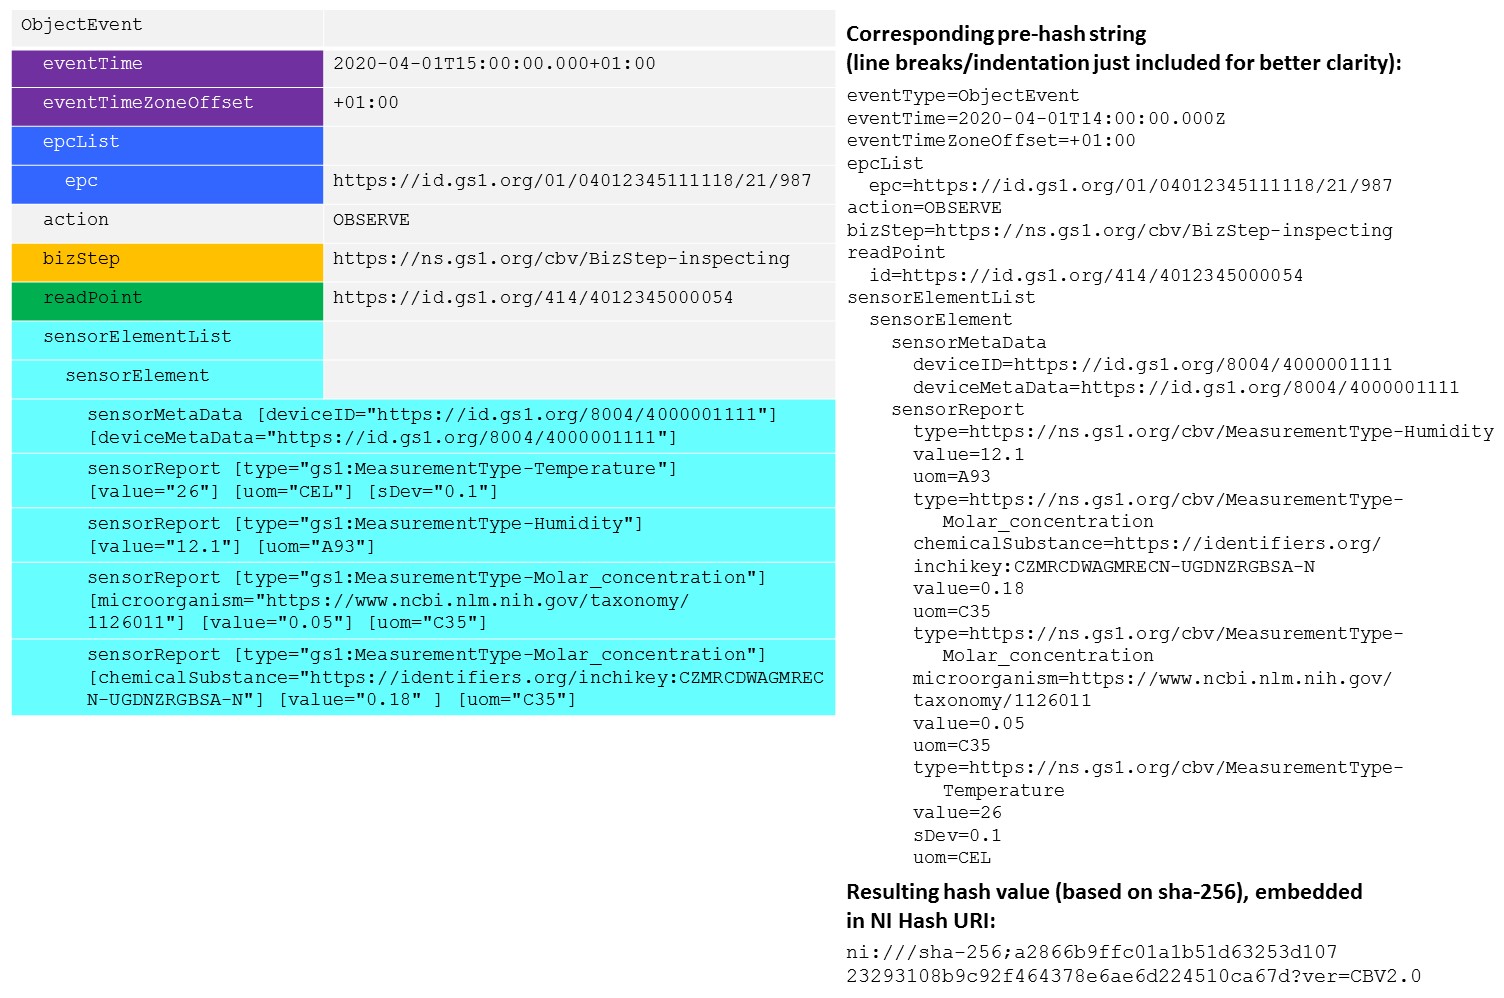 ObjectEvent
eventTime 2020-04-01T15:00:00.000+01:00
eventTimeZoneOffset +01:00
epcList
epc https://id.gs1.org/01/04012345111118/21/987
action OBSERVE
bizStep https://ns.gs1.org/cbv/BizStep-inspecting
readPoint https://id.gs1.org/414/4012345000054
sensorElementList
sensorElement
sensorMetaData [deviceID="https://id.gs1.org/8004/4000001111"]
[deviceMetaData="https://id.gs1.org/8004/4000001111"]
sensorReport [type="gs1:MeasurementType-Temperature"]
[value="26"] [uom="CEL"] [sDev="0.1"]
sensorReport [type="gs1:MeasurementType-Humidity"]
[value="12.1"] [uom="A93"]
sensorReport [type="gs1:MeasurementType-Molar_concentration"]
[microorganism="https://www.ncbi.nlm.nih.gov/taxonomy/
1126011"] [value="0.05"] [uom="C35"]
sensorReport [type="gs1:MeasurementType-Molar_concentration"]
[chemicalSubstance="https://identifiers.org/inchikey:CZMRCDWAGMREC
N-UGDNZRGBSA-N"] [value="0.18" ] [uom="C35"]
Corresponding pre-hash string
(line breaks/indentation just included for better clarity):
eventType=ObjectEvent
eventTime=2020-04-01T14:00:00.000Z
eventTimeZoneOffset=+01:00
epcList
epc=https://id.gs1.org/01/04012345111118/21/987
action=OBSERVE
bizStep=https://ns.gs1.org/cbv/BizStep-inspecting
readPoint
id=https://id.gs1.org/414/4012345000054
sensorElementList
sensorElement
sensorMetaData
deviceID=https://id.gs1.org/8004/4000001111
deviceMetaData=https://id.gs1.org/8004/4000001111
sensorReport
type=https://ns.gs1.org/cbv/MeasurementType-Humidity
value=12.1
uom=A93
type=https://ns.gs1.org/cbv/MeasurementType-
Molar_concentration
chemicalSubstance=https://identifiers.org/
inchikey:CZMRCDWAGMRECN-UGDNZRGBSA-N
value=0.18
uom=C35
type=https://ns.gs1.org/cbv/MeasurementType-
Molar_concentration
microorganism=https://www.ncbi.nlm.nih.gov/
taxonomy/1126011
value=0.05
uom=C35
type=https://ns.gs1.org/cbv/MeasurementType-
Temperature
value=26
sDev=0.1
uom=CEL
Resulting hash value (based on sha-256), embedded
in NI Hash URI:
ni:///sha-256;a2866b9ffc01a1b51d63253d107
23293108b9c92f464378e6ae6d224510ca67d?ver=CBV2.0